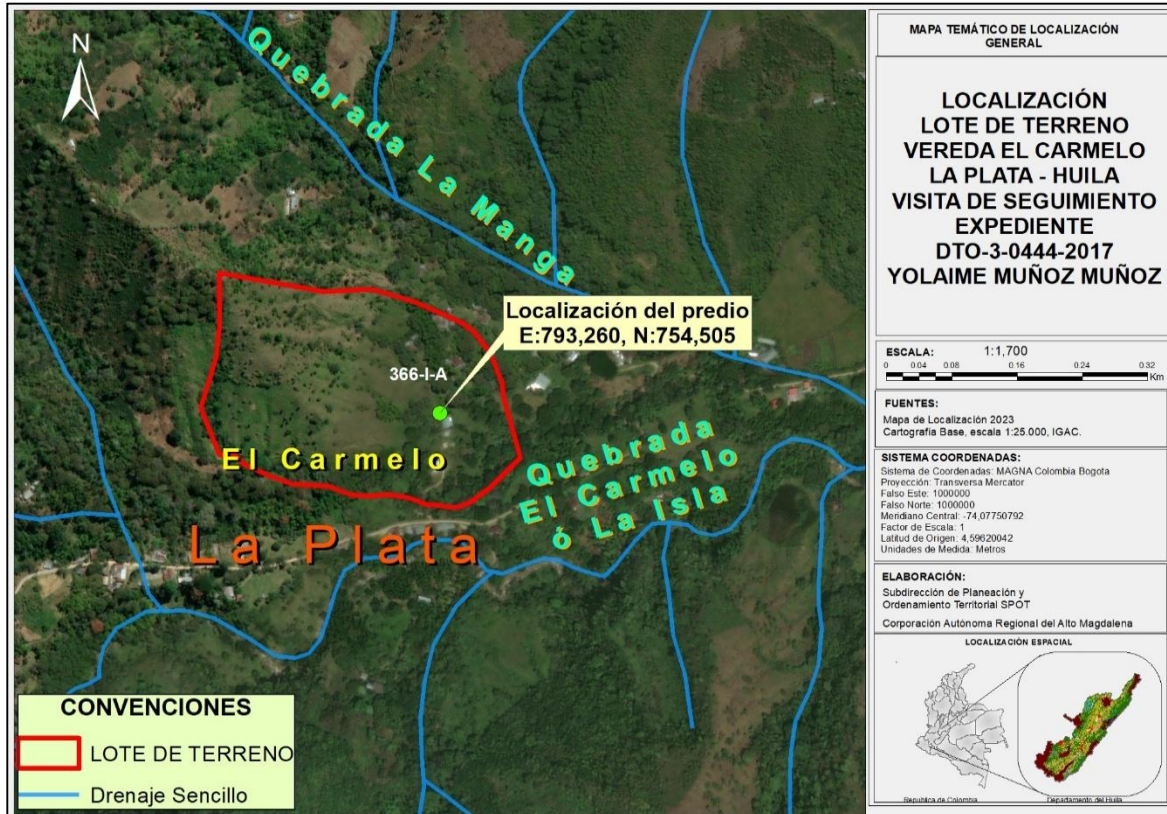 N
Quebrada La Manga
Localización del predio
E:793,260, N:754,505
366-I-A
El Carmelo
Quebrada
El Carmelo
ó La Isla
La Plata
CONVENCIONES
LOTE DE TERRENO
Drenaje Sencillo
MAPA TEMÁTICO DE LOCALIZACIÓN
GENERAL
LOCALIZACIÓN
LOTE DE TERRENO
VEREDA EL CARMELO
LA PLATA - HUILA
VISITA DE SEGUIMIENTO
EXPEDIENTE
DTO-3-0444-2017
YOLAIME MUÑOZ MUÑOZ
ESCALA: 1:1,700
0 0.04 0.08 0.16 0.24 0.32
Km
FUENTES:
Mapa de Localización 2023
Cartografía Base, escala 1:25.000, IGAC.
SISTEMA COORDENADAS:
Sistema de Coordenadas: MAGNA Colombia Bogota
Proyección: Transversa Mercator
Falso Este: 1000000
Falso Norte: 1000000
Meridiano Central: -74,07750792
Factor de Escala: 1
Latitud de Origen: 4,59620042
Unidades de Medida: Metros
ELABORACIÓN:
Subdirección de Planeación y
Ordenamiento Territorial SPOT
Corporación Autónoma Regional del Alto Magdalena
LOCALIZACIÓN ESPACIAL
Republica de Colombia
Departamento del Huila